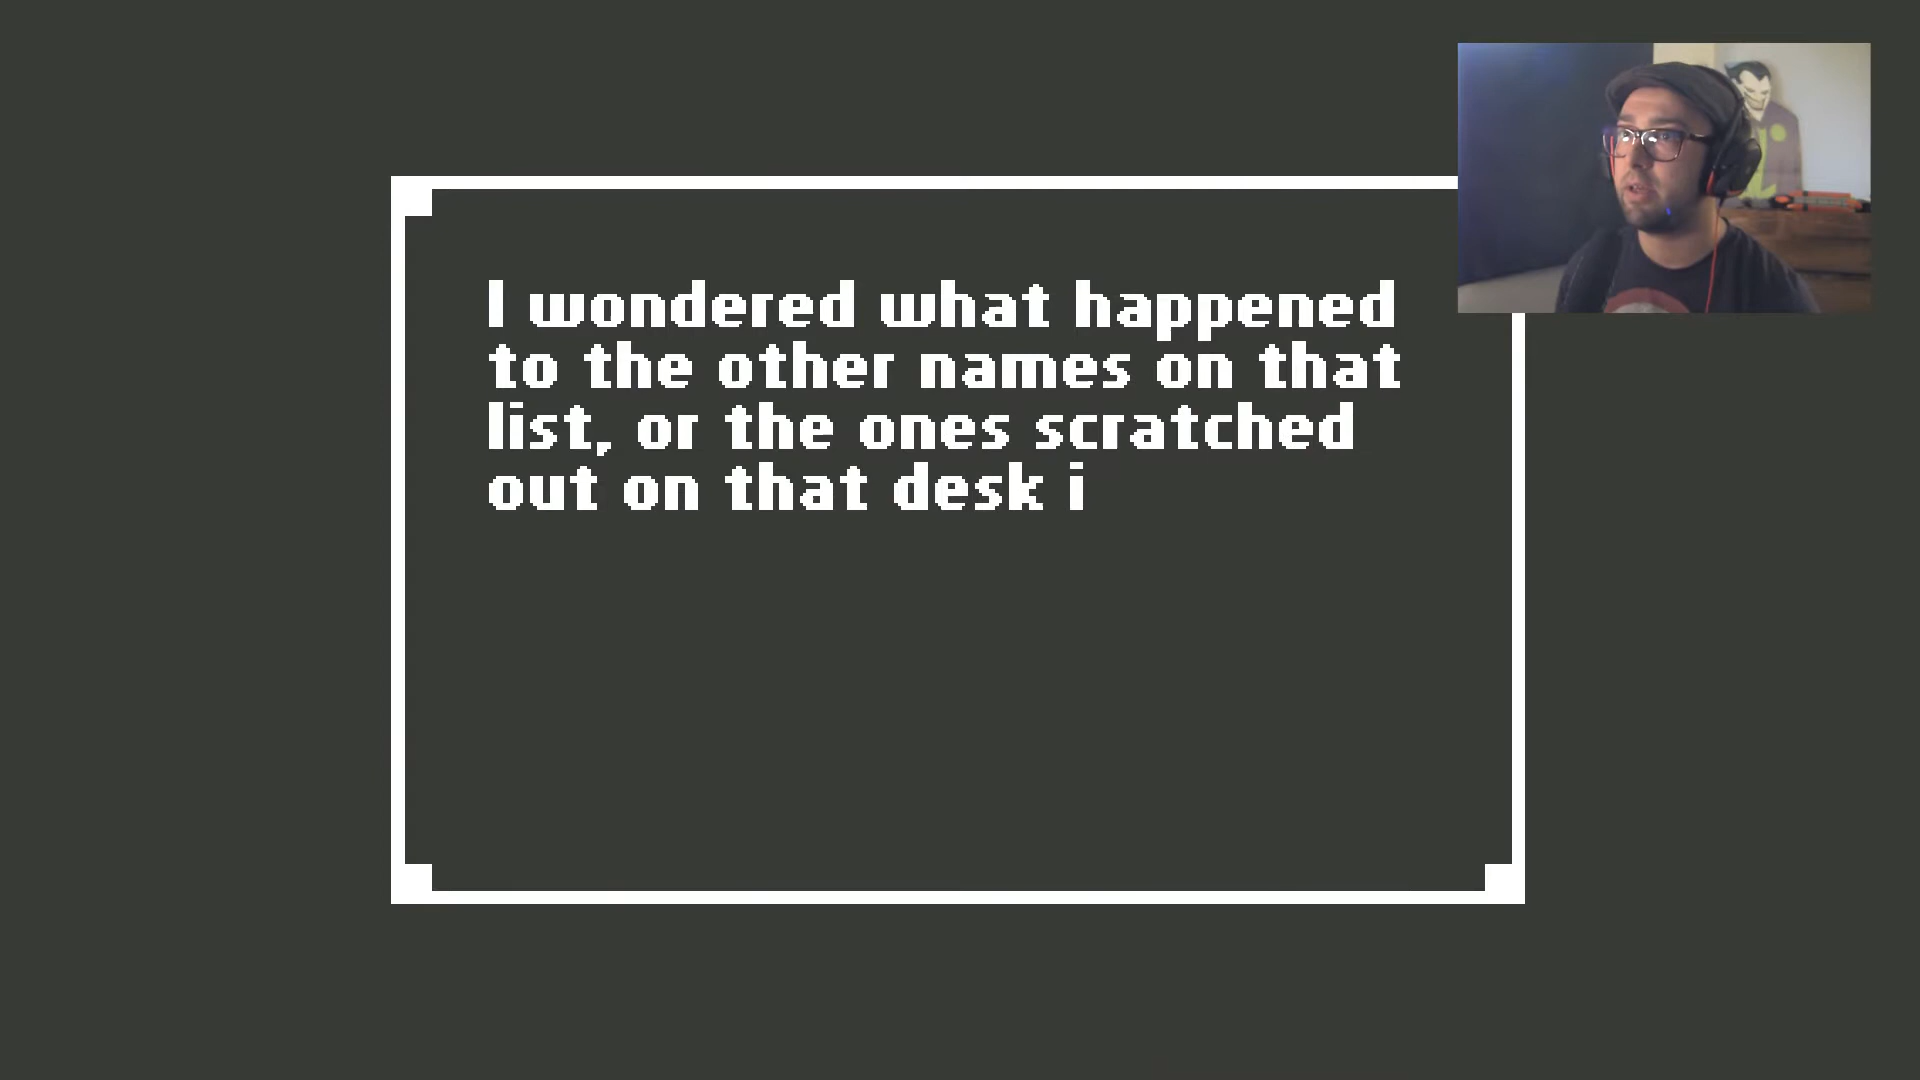 I wondered what happened
to the other names on that
list, or the ones scratched
out on that desk i